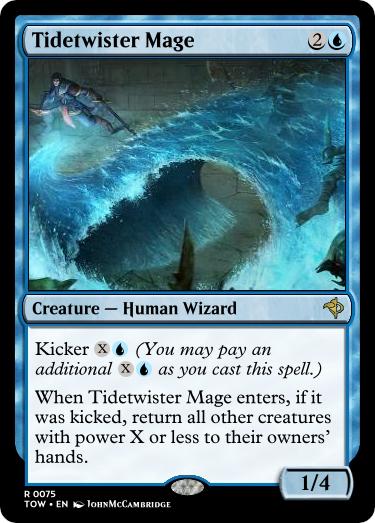 Tidetwister Mage 2
Creature — Human Wizard
Kicker X (You may pay an
additional X as you cast this spell.)
When Tidetwister Mage enters, if it
was kicked, return all other creatures
with power X or less to their owners'
hands.
1/4
R 0075
TOW • EN JohnMcCambridge